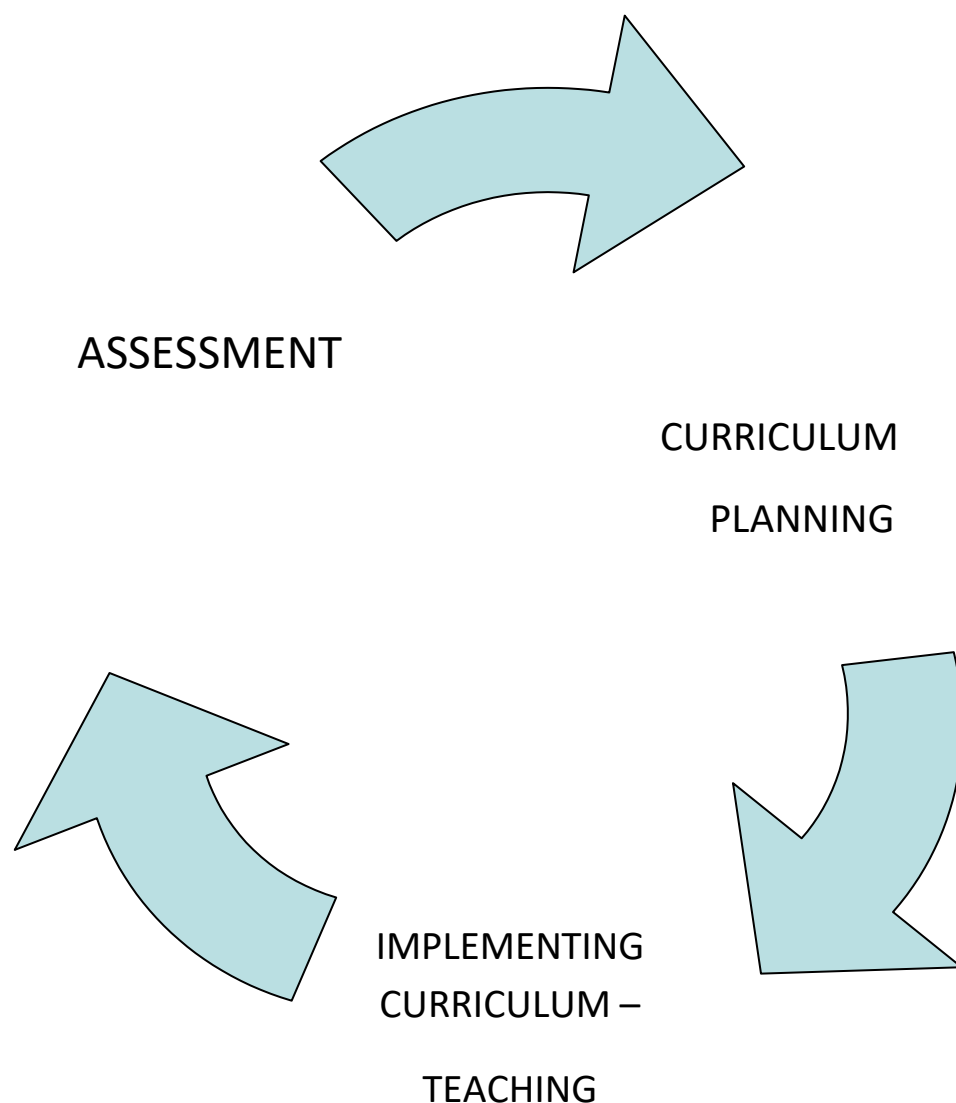 ASSESSMENT
CURRICULUM
PLANNING
IMPLEMENTING
CURRICULUM –
TEACHING